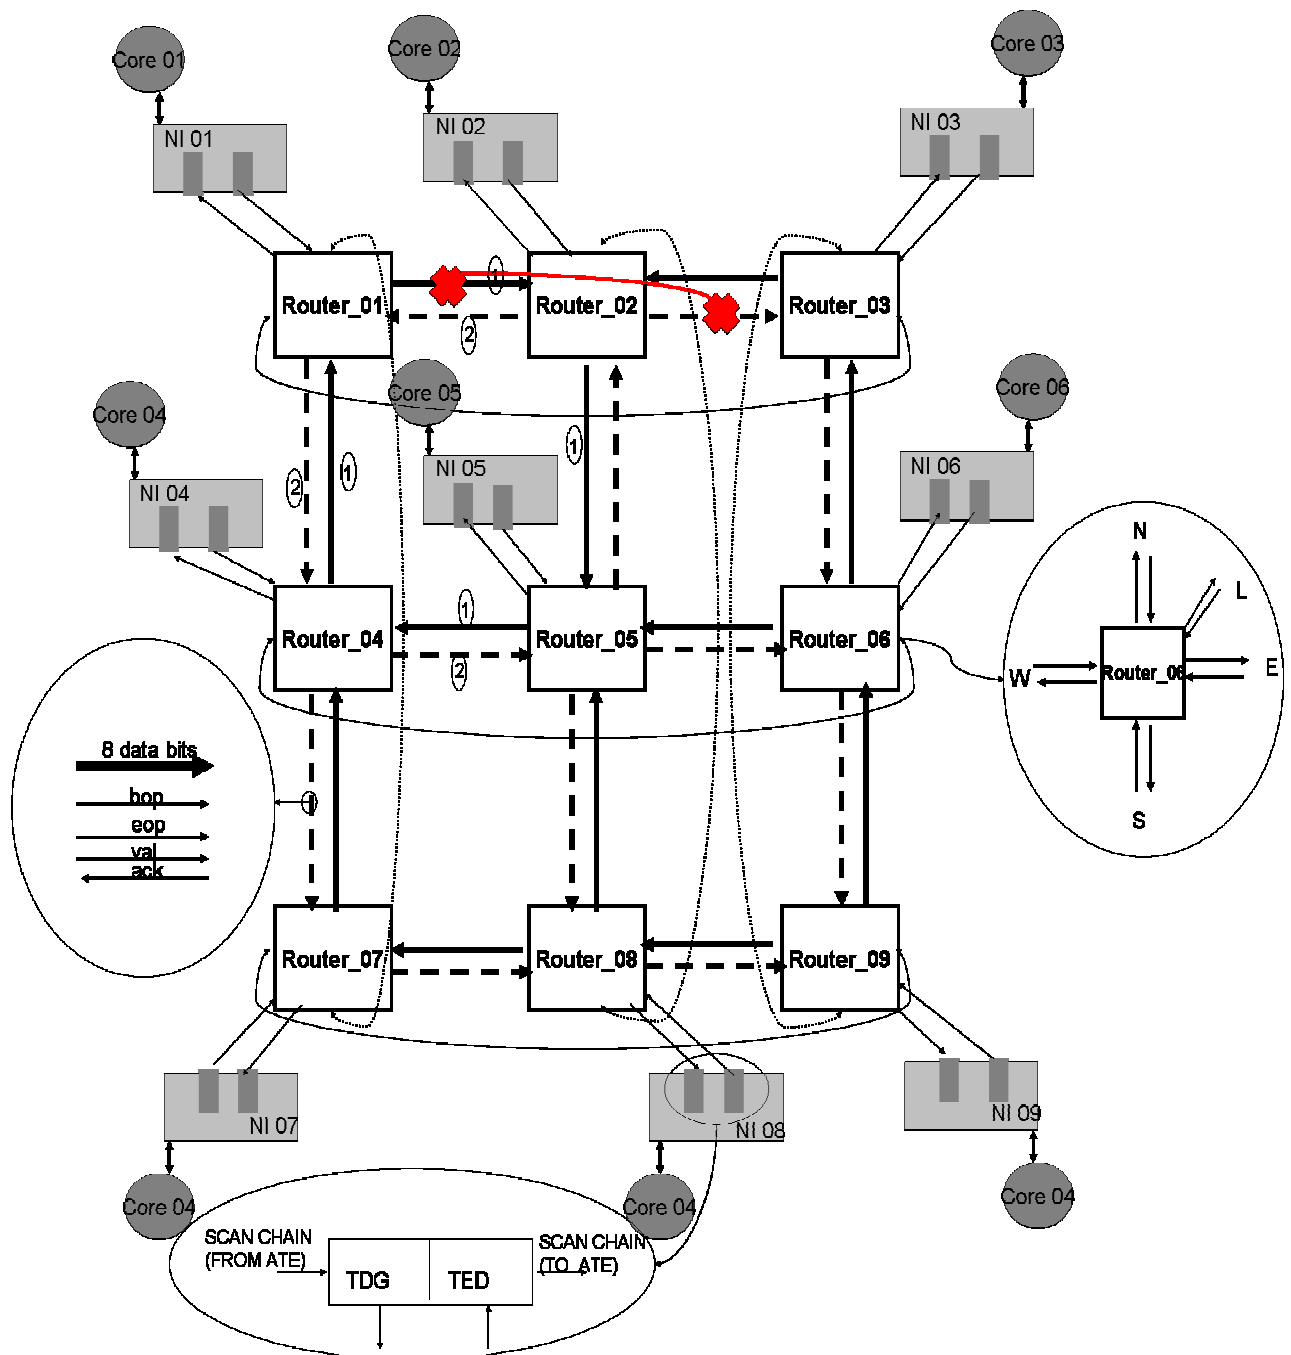 Core 01
Core 02
Core 03
NI 01
NI 02
NI 03
1
Router_01
Router_02
Router_03
2
Core 04
Core 05
Core 06
1
2
1
NI 04
NI 05
NI 06
N
L
1
Router_04
Router_05
Router_06
2
W
Router_06
E
8 data bits
bop
eop
val
ack
S
Router_07
Router_08
Router_09
NI 07
NI 08
NI 09
Core 04
Core 04
Core 04
SCAN CHAIN
(FROM ATE)
SCAN CHAIN
(TO ATE)
TDG
TED